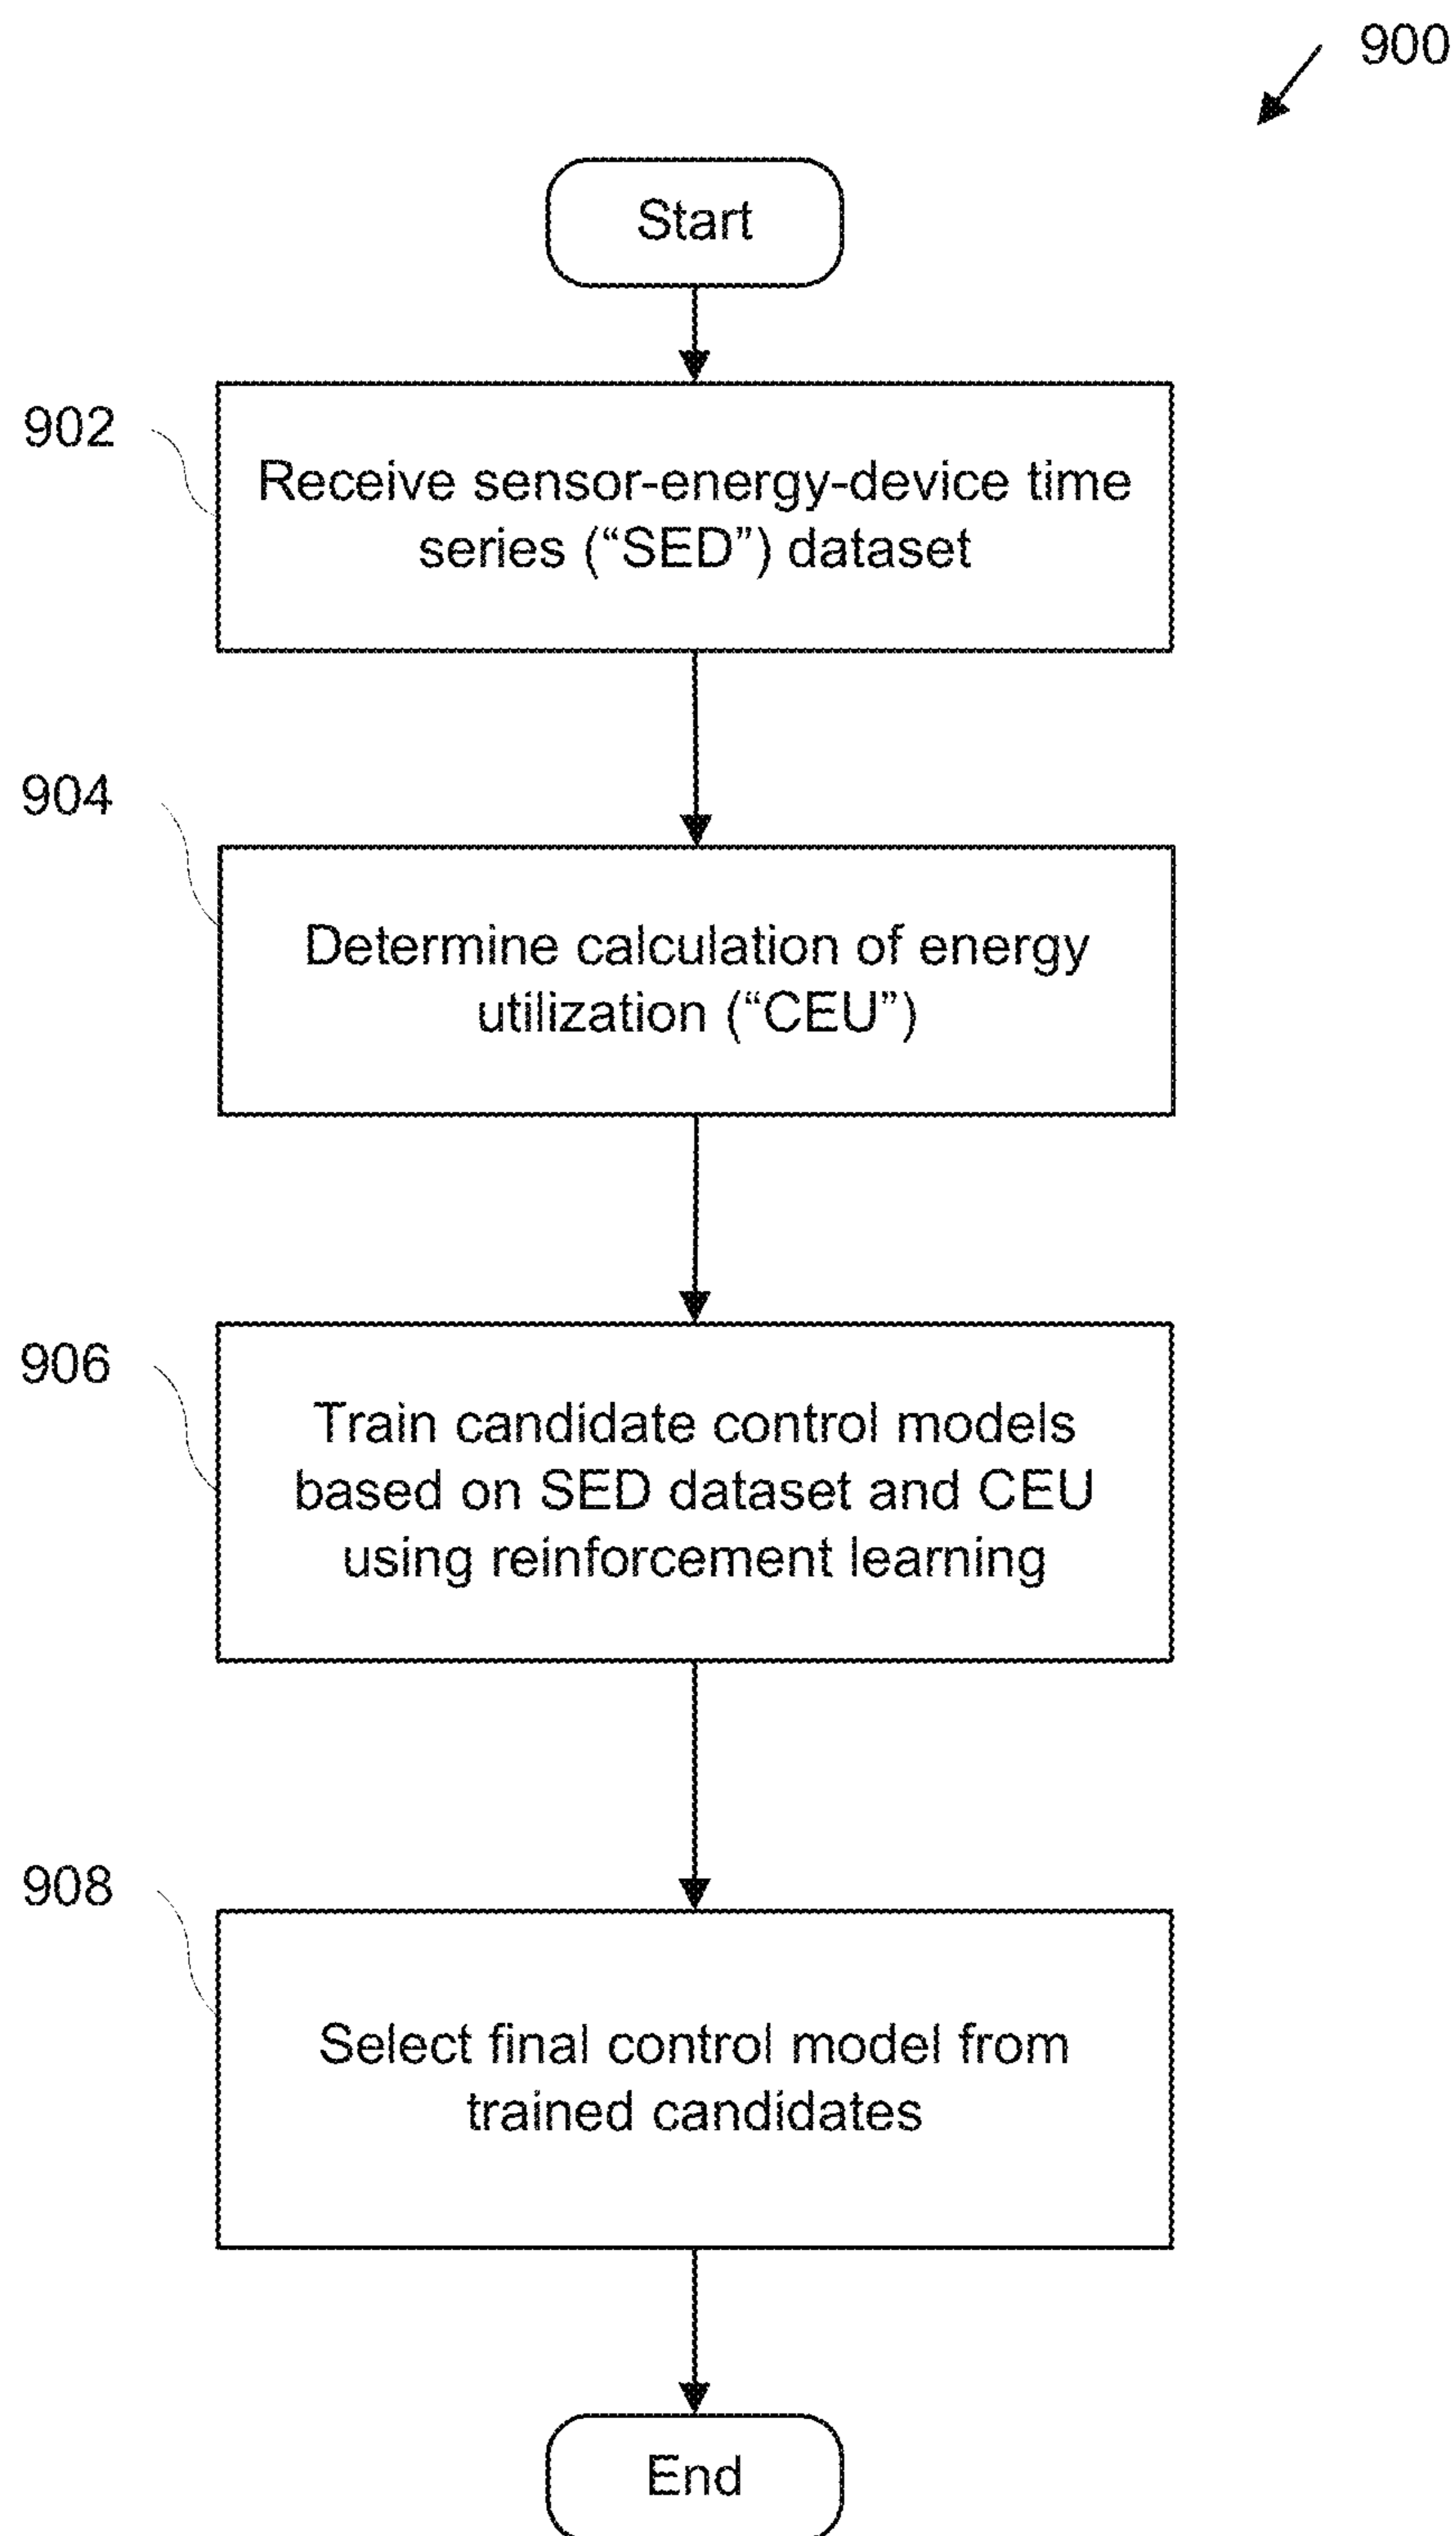 900
Start
902
Receive sensor-energy-device time
series (“SED”) dataset
904
Determine calculation of energy
utilization (“CEU”)
906
Train candidate control models
based on SED dataset and CEU
using reinforcement learning
908
Select final control model from
trained candidates
End